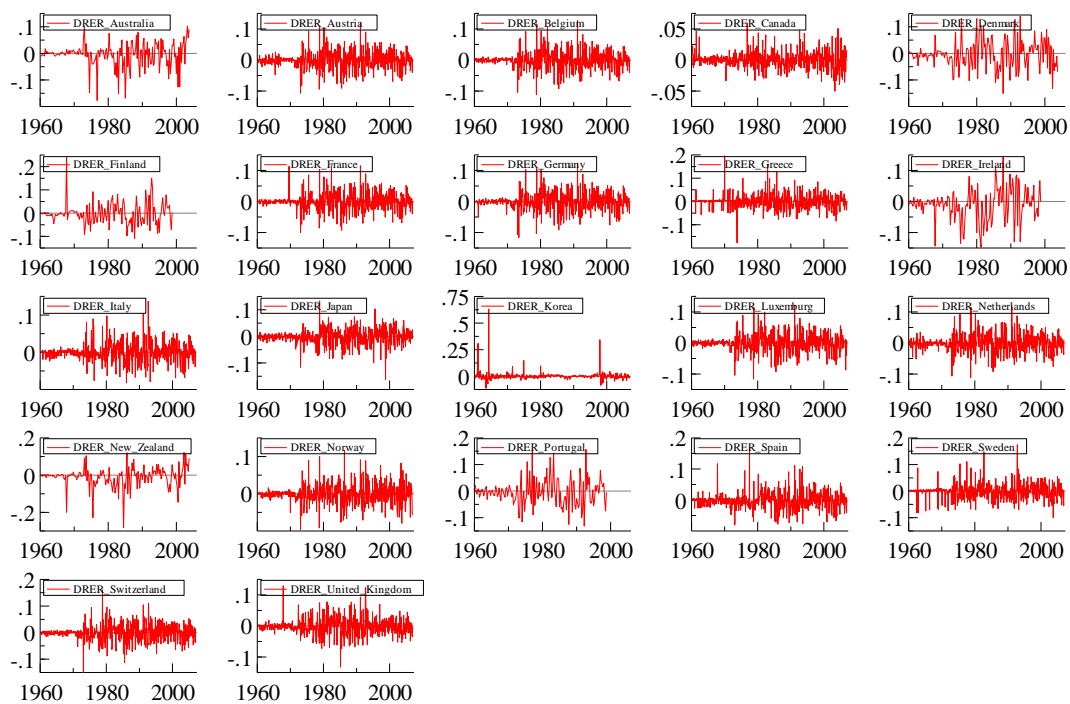 DRER_Australia DRER_Austria DRER_Belgium DRER_Canada DRER_Denmark
.1 .1 .1 .05 .1
0 0 0 0 0
-.1 -.1 -.1 -.05 -.1
1960 1980 2000 1960 1980 2000 1960 1980 2000 1960 1980 2000 1960 1980 2000
DRER_Finland DRER_France DRER_Germany DRER_Greece DRER_Ireland
.2 .1 .1 .2 .1
.1 0 0 .1 0
0 -.1 -.1 0 -.1
-.1 -.1
1960 1980 2000 1960 1980 2000 1960 1980 2000 1960 1980 2000 1960 1980 2000
DRER_Italy DRER_Japan DRER_Korea DRER_Luxemburg DRER_Netherlands
.1 .1 .75 .1 .1
0 0 .5 0 0
-.1 .25 -.1 -.1
0
1960 1980 2000 1960 1980 2000 1960 1980 2000 1960 1980 2000 1960 1980 2000
DRER_New_Zealand DRER_Norway DRER_Portugal DRER_Spain DRER_Sweden
.2 .1 .2 .2 .2
0 0 .1 .1 .1
-.2 -.1 0 0 0
-.1 -.1
1960 1980 2000 1960 1980 2000 1960 1980 2000 1960 1980 2000 1960 1980 2000
DRER_Switzerland DRER_United_Kingdom
.2 .1
.1 0
0 -.1
-.1
1960 1980 2000 1960 1980 2000